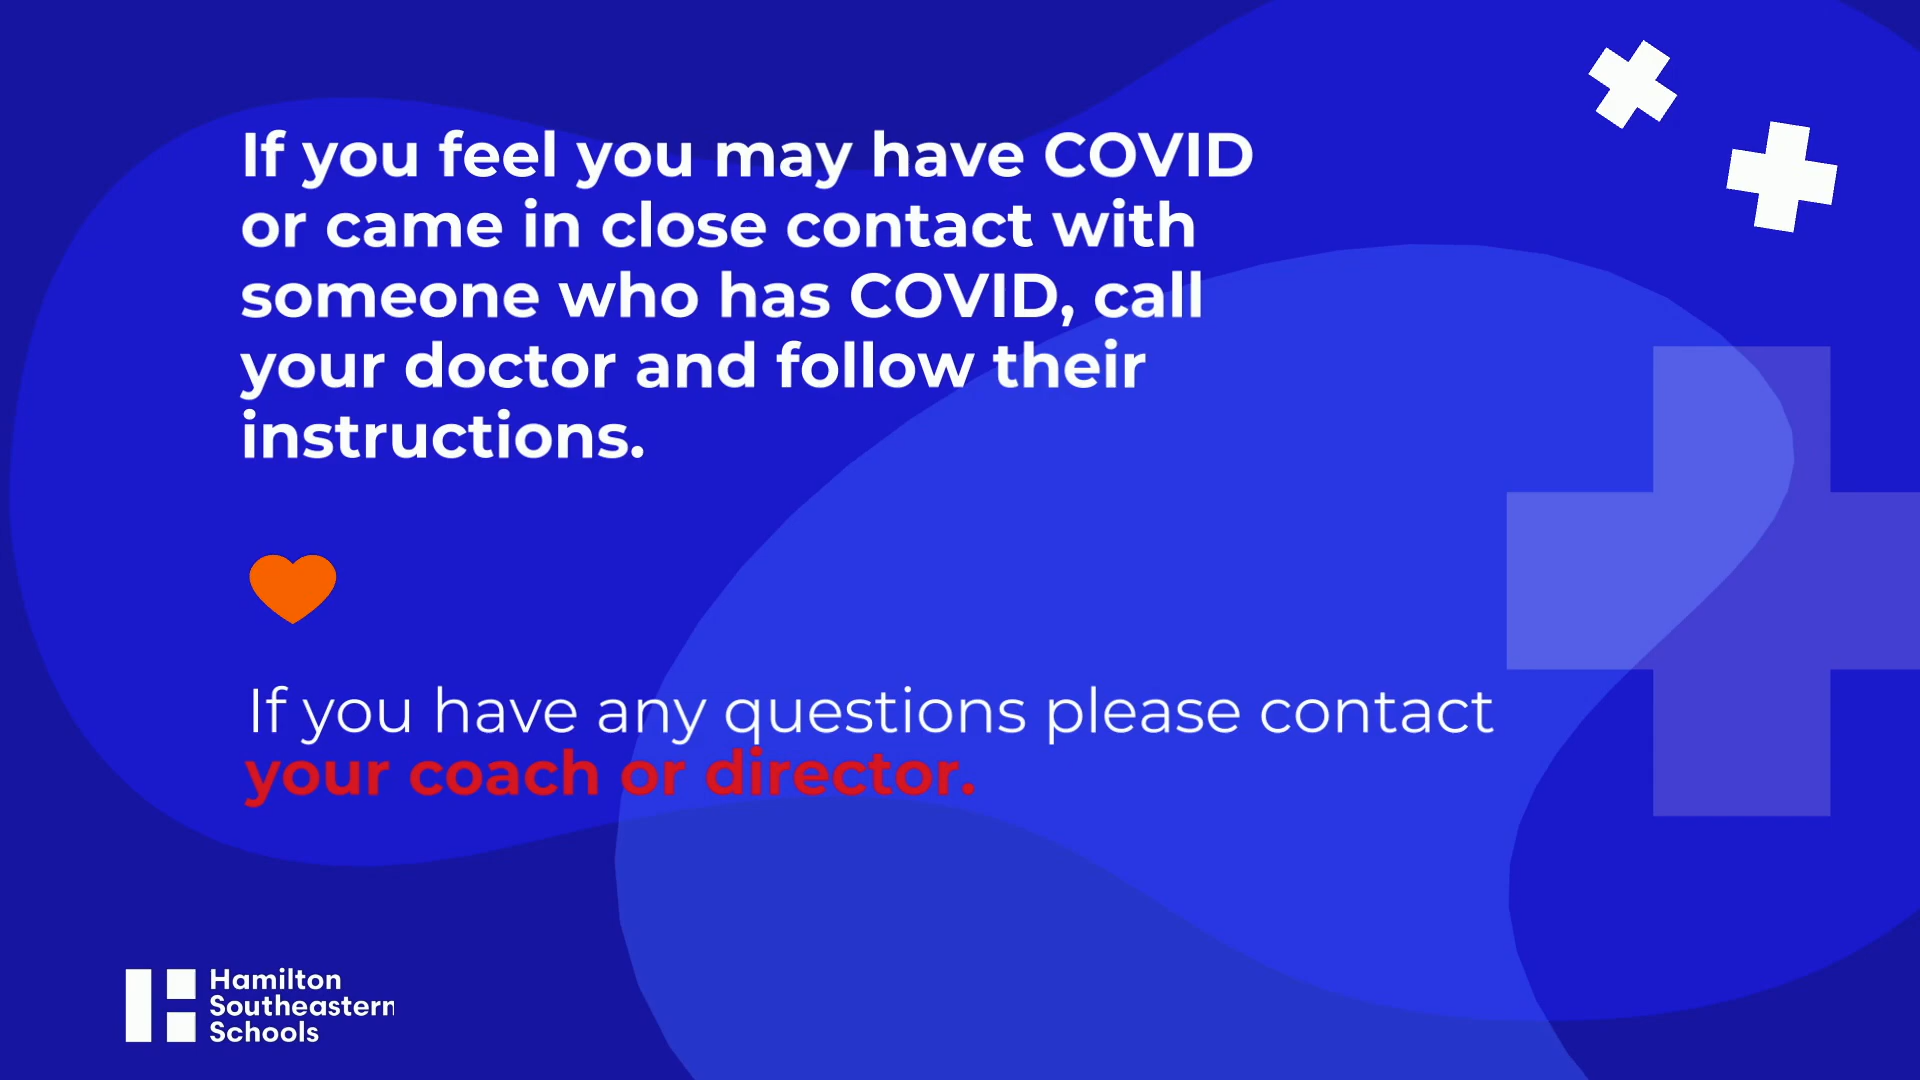 If you feel you may have COVID
or came in close contact with
someone who has COVID, call
your doctor and follow their
instructions.
If you have any questions please contact
your coach or director.
Hamilton
Southeastern
Schools